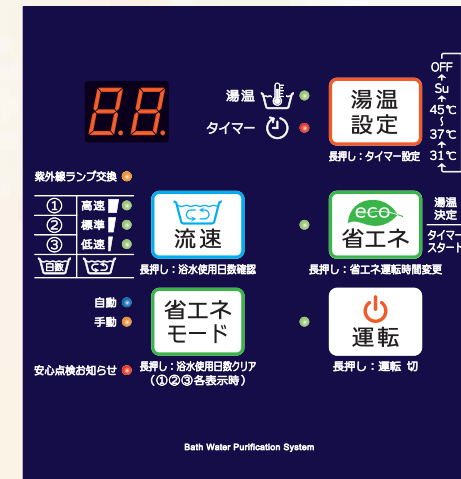 8.8.
湯温
タイマー
湯温
設定
長押し：タイマー設定
OFF
Su
45℃
37℃
31℃
紫外線ランプ交換
① 高速
② 標準
③ 低速
日数
流速
長押し：浴水使用日数確認
eco
省エネ
長押し：省エネ運転時間変更
湯温
決定
タイマー
スタート
自動
手動
省エネ
モード
長押し：浴水使用日数クリア
（①②③各表示時）
運転
長押し：運転 切
安心点検お知らせ
Bath Water Purification System